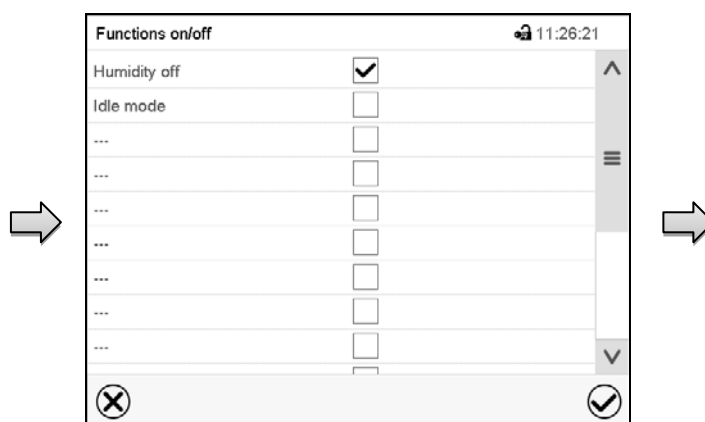 Functions on/off 11:26:21
Humidity off
Idle mode
---
---
---
---
---
---
---